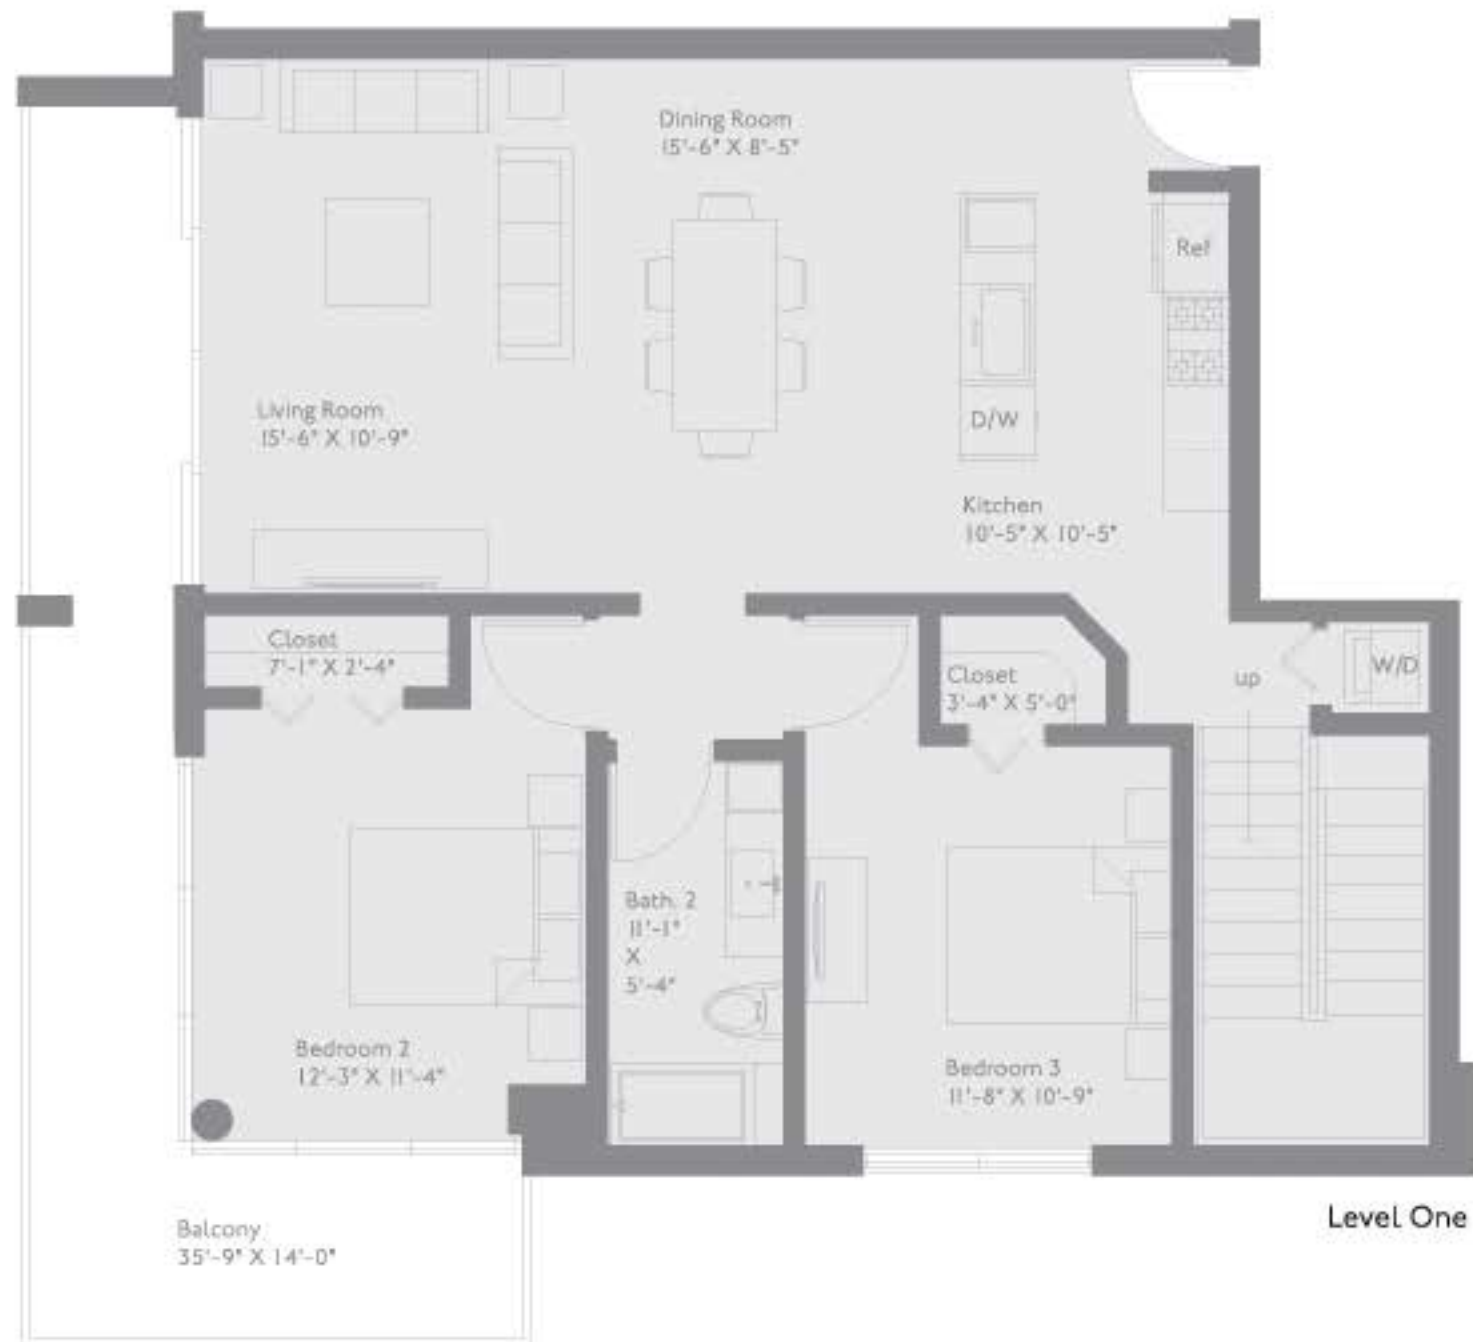 Dining Room
15'-6" X 8'-5"
Ref
Living Room
15'-6" X 10'-9"
D/W
Kitchen
10'-5" X 10'-5"
Closet
7'-1" X 2'-4"
Closet
3'-4" X 5'-0"
up
W/D
Bath. 2
11'-1"
X
5'-4"
Bedroom 2
12'-3" X 11'-4"
Bedroom 3
11'-8" X 10'-9"
Level One
Balcony
35'-9" X 14'-0"